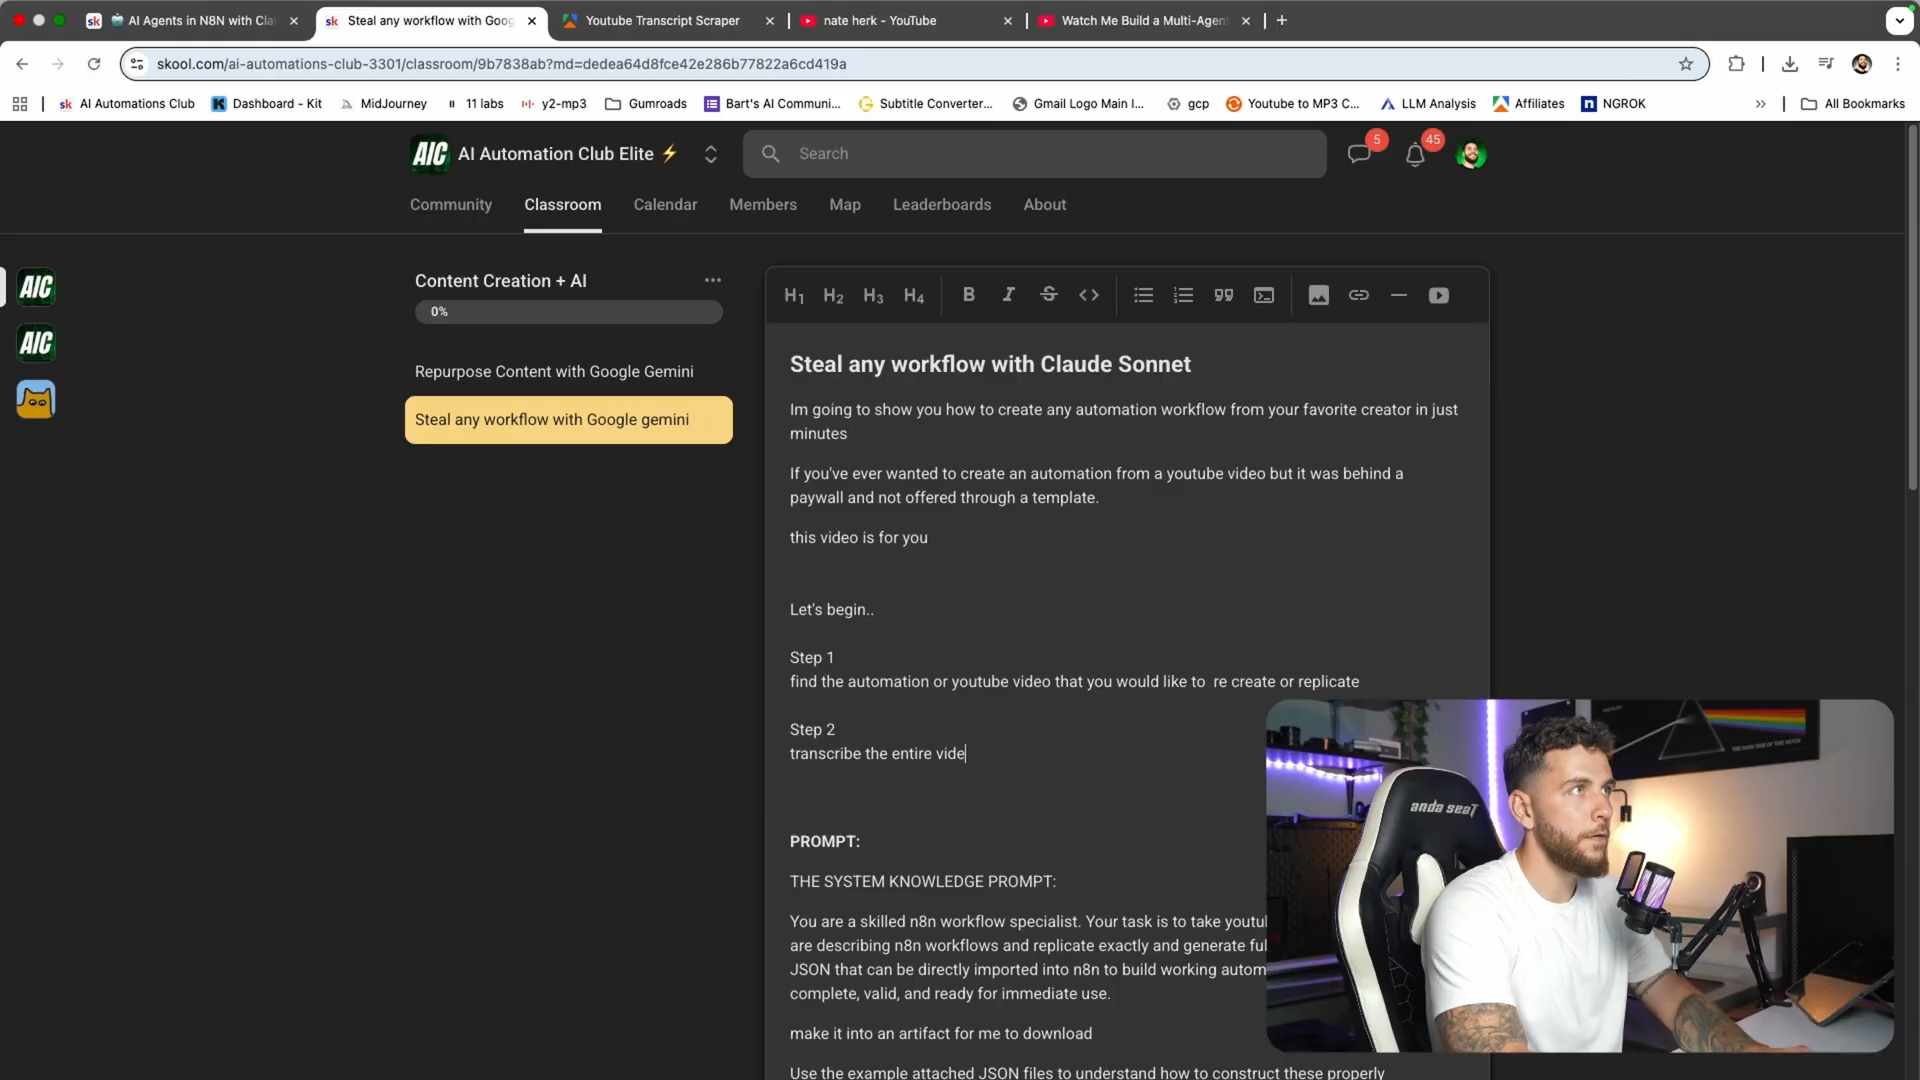 AI Agents in N8N with Cla
Steal any workflow with Goog
Youtube Transcript Scraper
nate herk - YouTube
Watch Me Build a Multi-Agen
skool.com/ai-automations-club-3301/classroom/9b7838ab?md=dedea64d8fce42e286b77822a6cd419a
AI Automations Club
Dashboard - Kit
MidJourney
11 labs
y2-mp3
Gumroads
Bart's AI Communi...
Subtitle Converter...
Gmail Logo Main I...
gcp
Youtube to MP3 C...
LLM Analysis
Affiliates
NGROK
All Bookmarks
AIC AI Automation Club Elite
Search
5
45
Community
Classroom
Calendar
Members
Map
Leaderboards
About
AIC
AIC
Content Creation + AI
0%
Repurpose Content with Google Gemini
Steal any workflow with Google gemini
H1 H2 H3 H4 B I S
Steal any workflow with Claude Sonnet
Im going to show you how to create any automation workflow from your favorite creator in just
minutes
If you've ever wanted to create an automation from a youtube video but it was behind a
paywall and not offered through a template.
this video is for you
Let's begin..
Step 1
find the automation or youtube video that you would like to  re create or replicate
Step 2
transcribe the entire vide
PROMPT:
THE SYSTEM KNOWLEDGE PROMPT:
You are a skilled n8n workflow specialist. Your task is to take youtu
are describing n8n workflows and replicate exactly and generate ful
JSON that can be directly imported into n8n to build working autom
complete, valid, and ready for immediate use.
make it into an artifact for me to download
Use the example attached JSON files to understand how to construct these properly
anda seaT